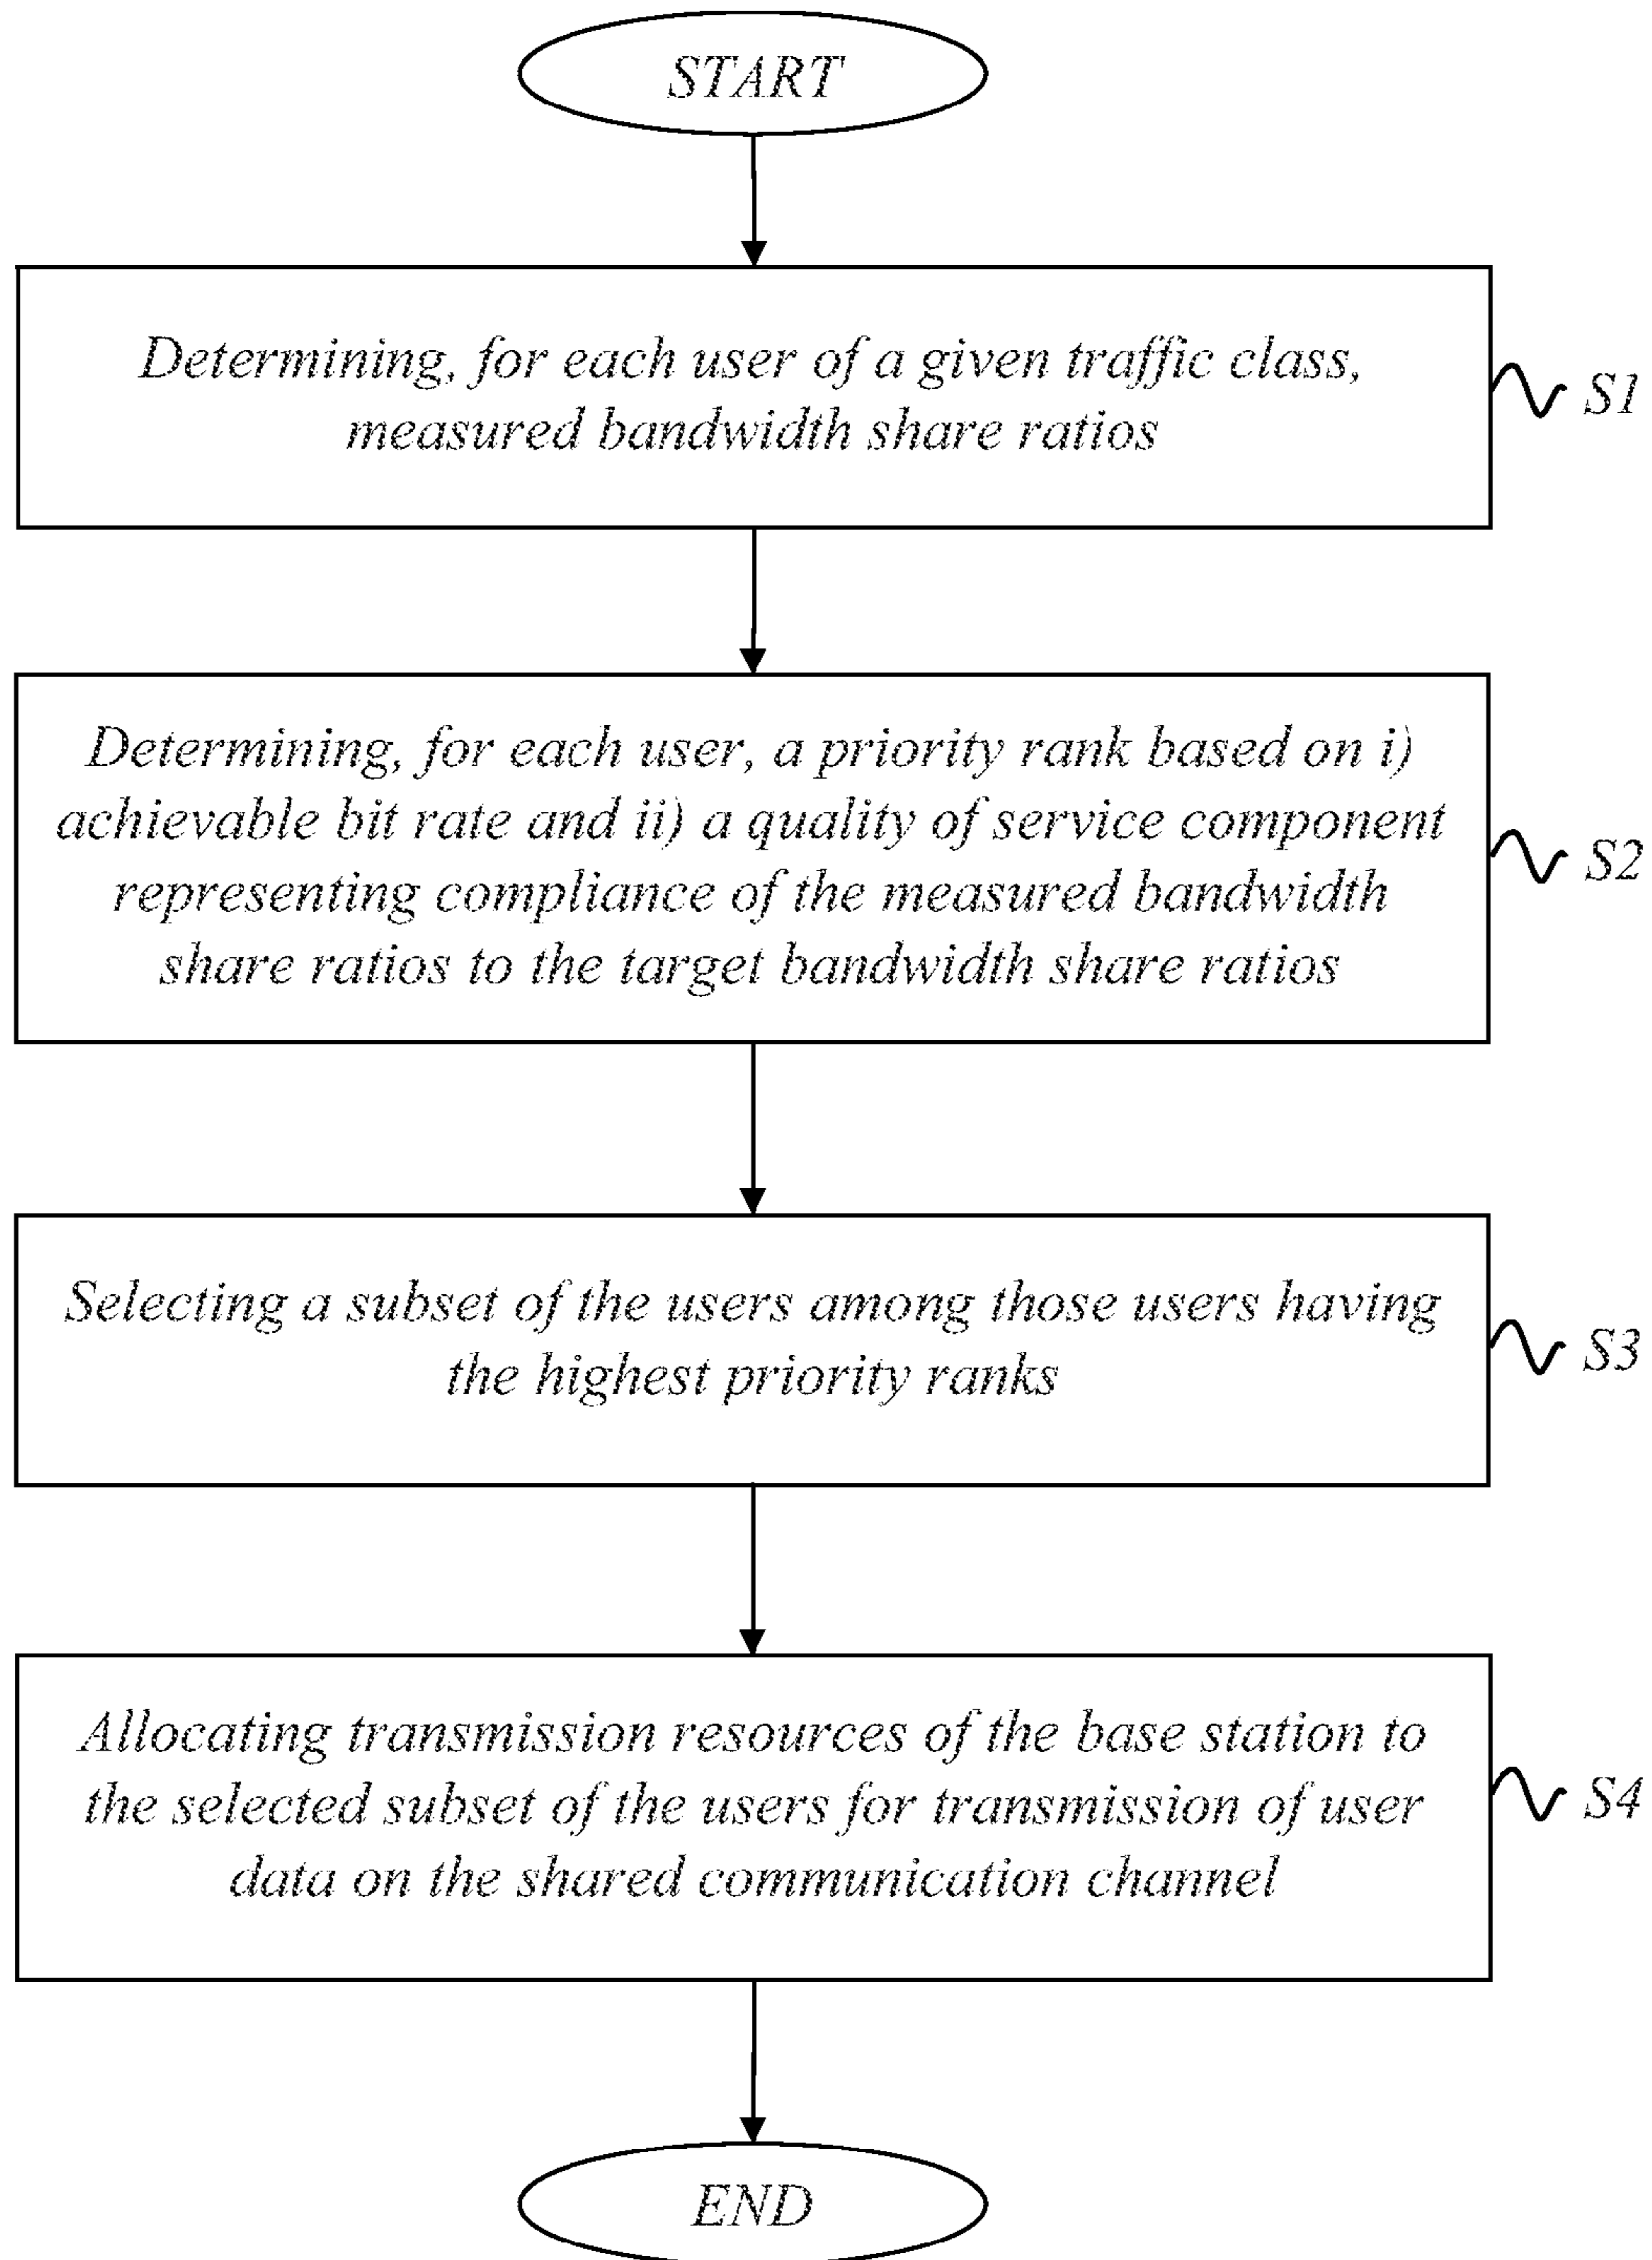 START
Determining, for each user of a given traffic class,
measured bandwidth share ratios
S1
Determining, for each user, a priority rank based on i)
achievable bit rate and ii) a quality of service component
representing compliance of the measured bandwidth
share ratios to the target bandwidth share ratios
S2
Selecting a subset of the users among those users having
the highest priority ranks
S3
Allocating transmission resources of the base station to
the selected subset of the users for transmission of user
data on the shared communication channel
S4
END